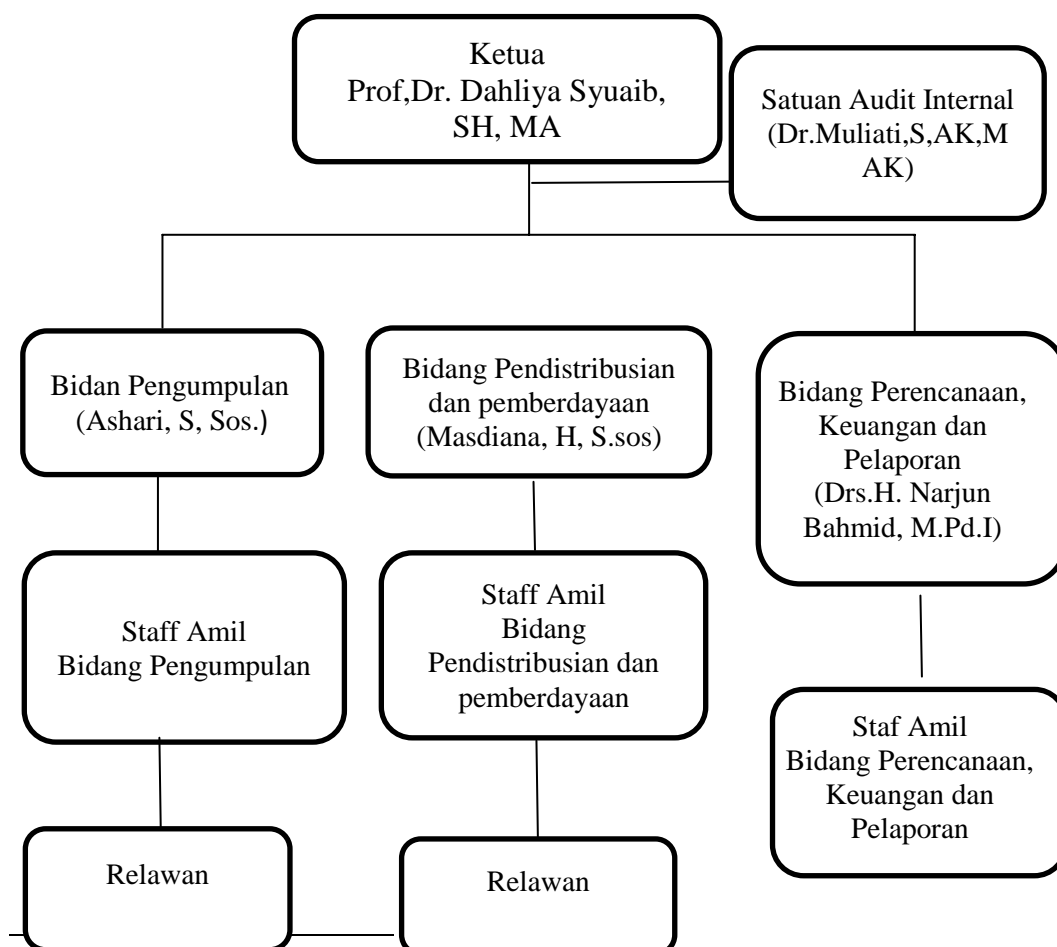 Ketua
Prof,Dr. Dahliya Syuaib,
SH, MA
Satuan Audit Internal
(Dr.Muliati,S,AK,M
AK)
Bidan Pengumpulan
(Ashari, S, Sos.)
Bidang Pendistribusian
dan pemberdayaan
(Masdiana, H, S.sos)
Bidang Perencanaan,
Keuangan dan
Pelaporan
(Drs.H. Narjun
Bahmid, M.Pd.I)
Staff Amil
Bidang Pengumpulan
Staff Amil
Bidang
Pendistribusian dan
pemberdayaan
Staf Amil
Bidang Perencanaan,
Keuangan dan
Pelaporan
Relawan
Relawan